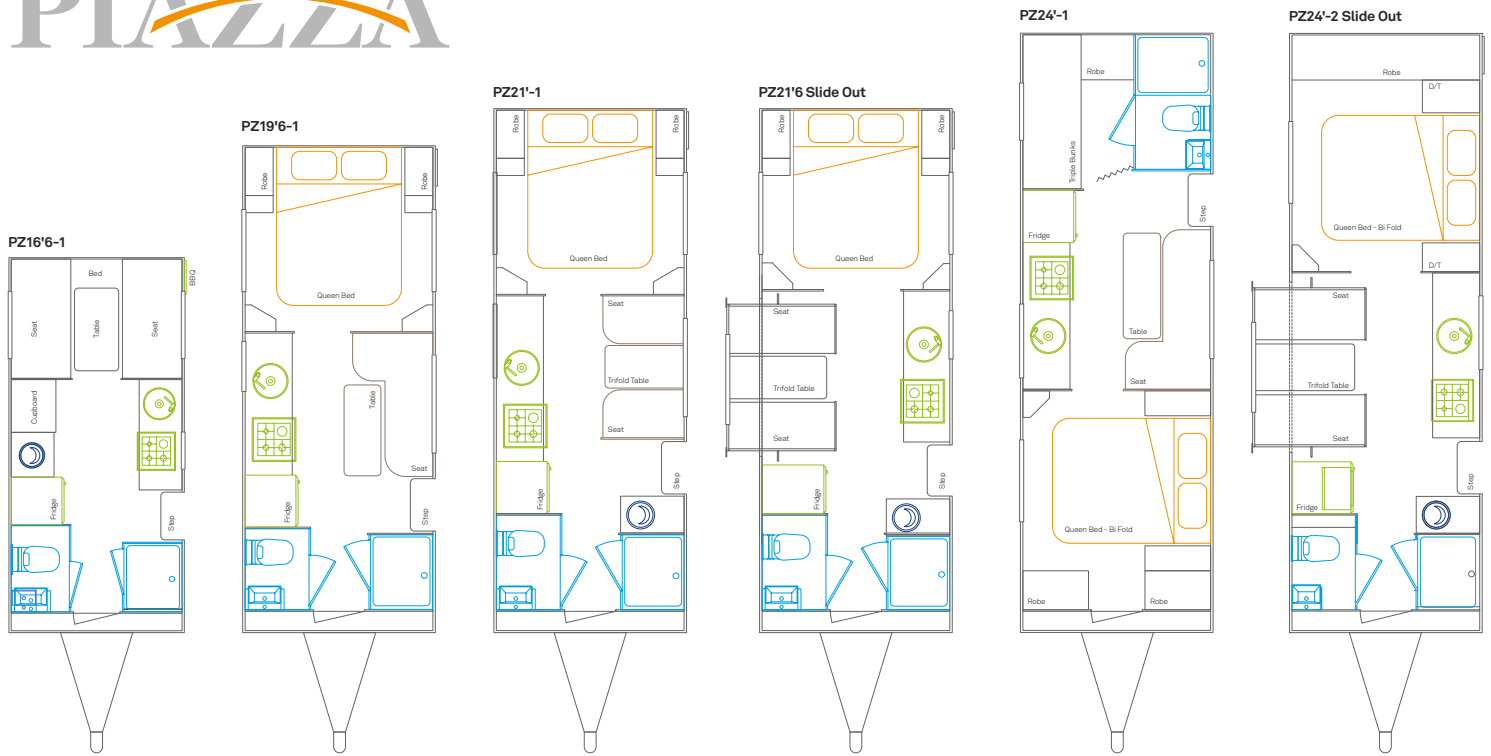 PIAZZA
PZ16'6-1
Bed
Seat
Table
Seat
BBQ
Cupboard
Fridge
Step
PZ19'6-1
Robe
Robe
Queen Bed
Table
Seat
Fridge
Step
PZ21'-1
Robe
Robe
Queen Bed
Seat
Trifold Table
Seat
Fridge
Step
PZ21'6 Slide Out
Robe
Robe
Queen Bed
Seat
Trifold Table
Seat
Fridge
Step
PZ24'-1
Robe
Triple Bunks
Step
Fridge
Table
Seat
Queen Bed - Bi Fold
Robe
Robe
PZ24'-2 Slide Out
Robe
D/T
Queen Bed - Bi Fold
D/T
Seat
Trifold Table
Seat
Fridge
Step